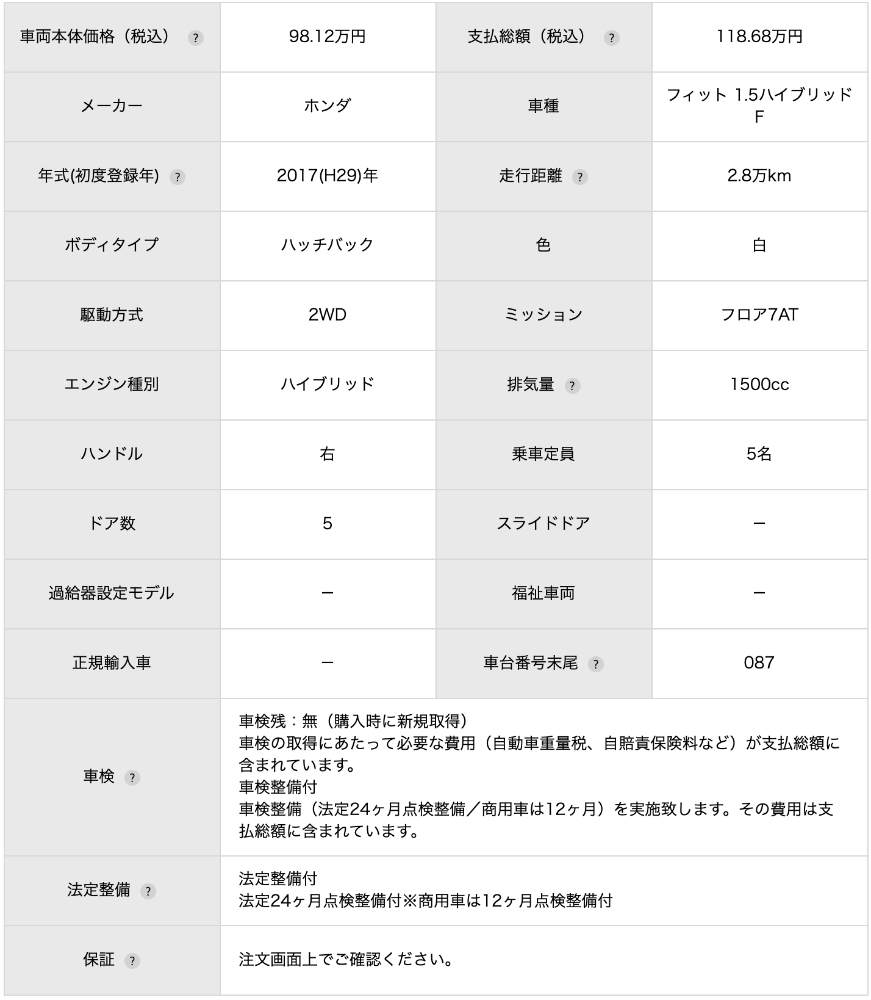 車両本体価格（税込） ? 98.12万円 支払総額（税込） ? 118.68万円
メーカー ホンダ 車種 フィット 1.5ハイブリッド
F
年式(初度登録年) ? 2017(H29)年 走行距離 ? 2.8万km
ボディタイプ ハッチバック 色 白
駆動方式 2WD ミッション フロア7AT
エンジン種別 ハイブリッド 排気量 ? 1500cc
ハンドル 右 乗車定員 5名
ドア数 5 スライドドア −
過給器設定モデル − 福祉車両 −
正規輸入車 − 車台番号末尾 ? 087
車検 ?
車検残：無（購入時に新規取得）
車検の取得にあたって必要な費用（自動車重量税、自賠責保険料など）が支払総額に
含まれています。
車検整備付
車検整備（法定24ヶ月点検整備／商用車は12ヶ月）を実施致します。その費用は支
払総額に含まれています。
法定整備 ?
法定整備付
法定24ヶ月点検整備付※商用車は12ヶ月点検整備付
保証 ? 注文画面上でご確認ください。